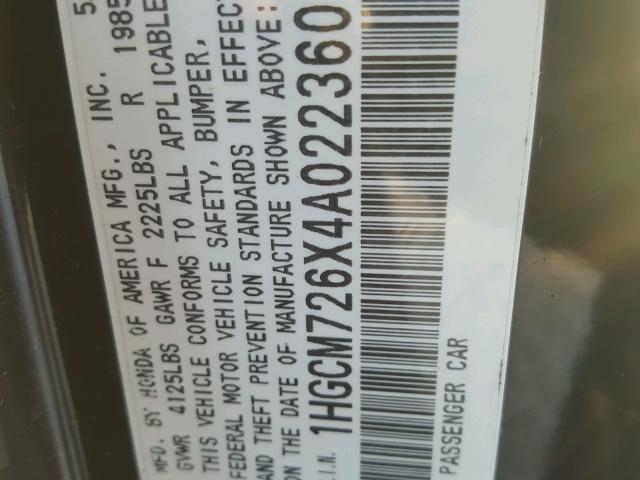 MFD. BY HONDA OF AMERICA MFG., INC. 5
GVWR 4125LBS GAWR F 2225LBS R 1985
THIS VEHICLE CONFORMS TO ALL APPLICABLE
FEDERAL MOTOR VEHICLE SAFETY, BUMPER,
AND THEFT PREVENTION STANDARDS IN EFFECT
ON THE DATE OF MANUFACTURE SHOWN ABOVE:
.I.N. 1HGCM726X4A022360
PASSENGER CAR